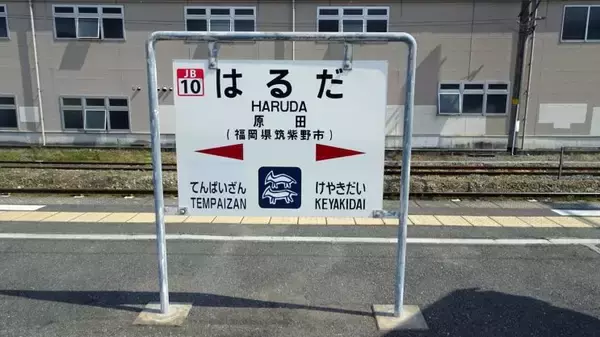 JB
10
はるだ
HARUDA
原田
(福岡県筑紫野市)
てんぱいざん
TEMPAIZAN
けやきだい
KEYAKIDAI